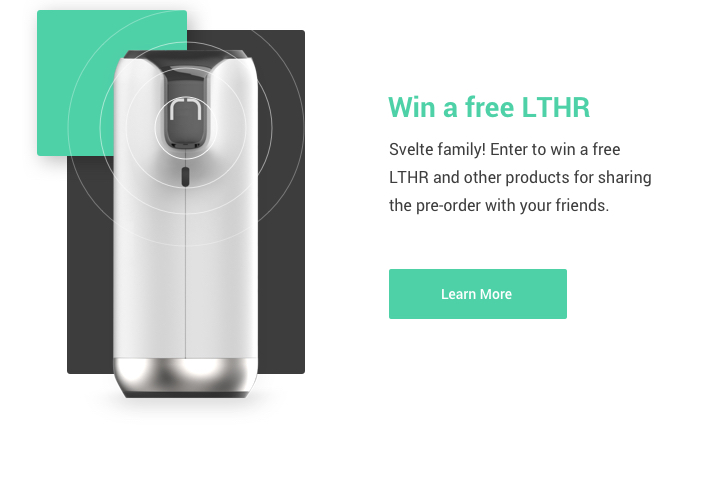 Win a free LTHR
Svelte family! Enter to win a free
LTHR and other products for sharing
the pre-order with your friends.
Learn More